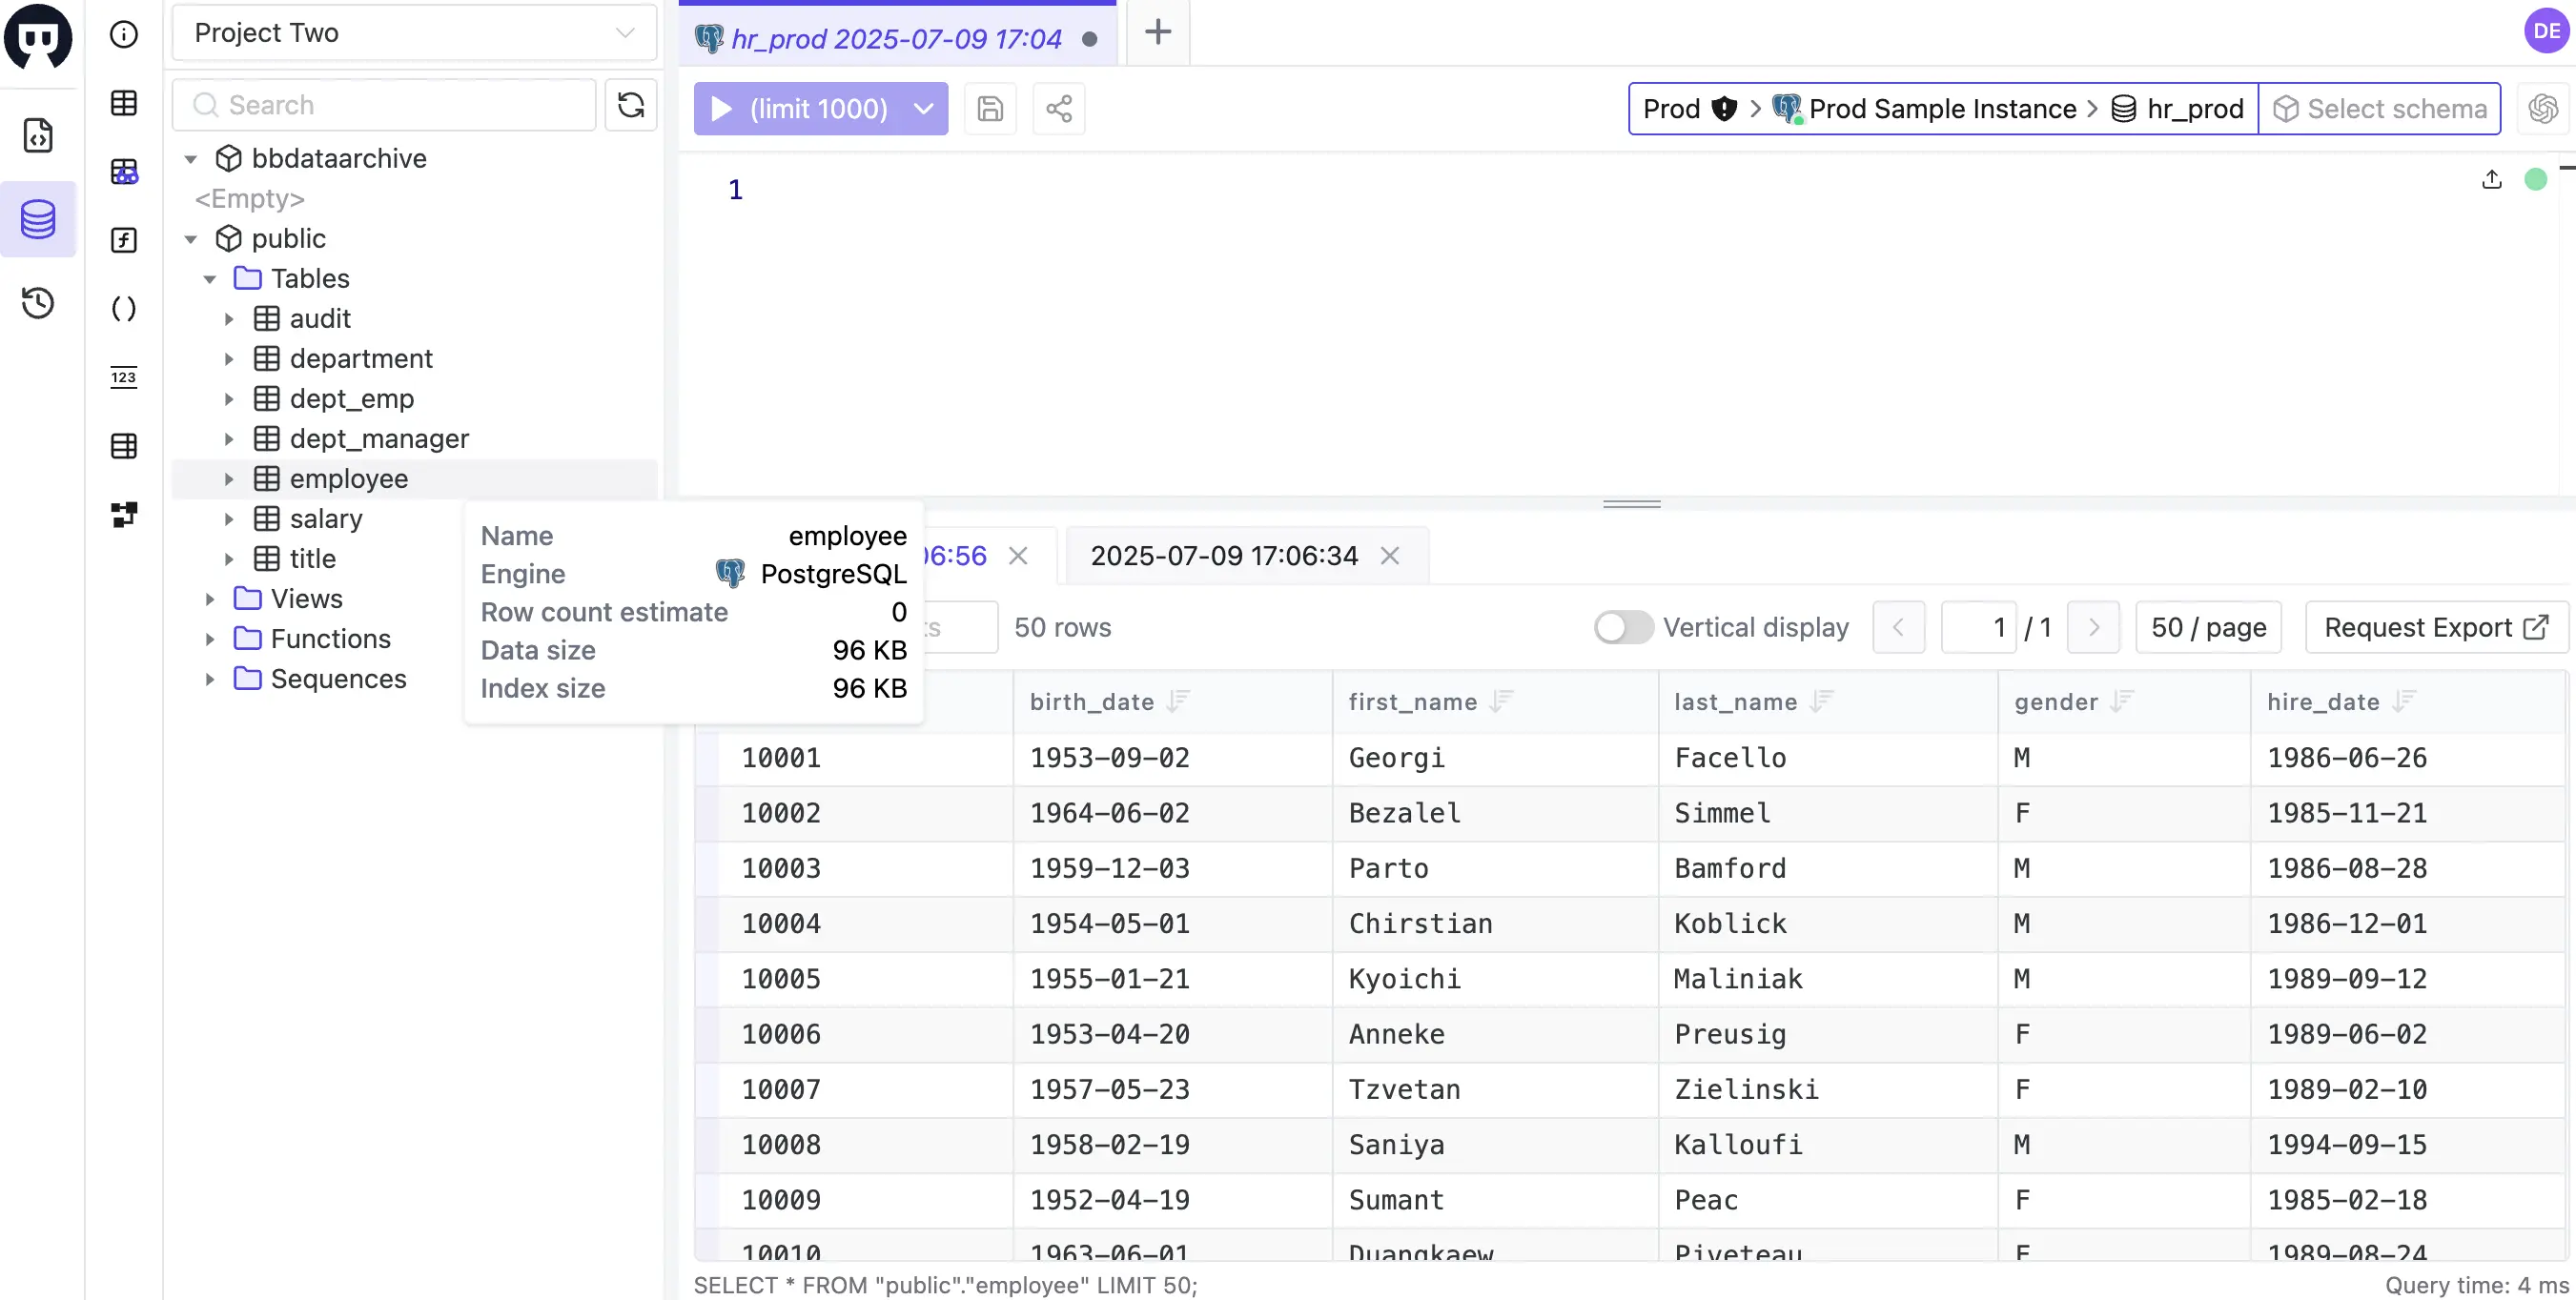 Project Two
Search
bbdataarchive
<Empty>
public
Tables
audit
department
dept_emp
dept_manager
employee
salary
title
Views
Functions
Sequences
123
Name employee
Engine PostgreSQL
Row count estimate 0
Data size 96 KB
Index size 96 KB
hr_prod 2025-07-09 17:04
DE
(limit 1000)
Prod > Prod Sample Instance > hr_prod Select schema
1
06:56
2025-07-09 17:06:34
50 rows
Vertical display
1 / 1
50 / page
Request Export
birth_date first_name last_name gender hire_date
10001 1953-09-02 Georgi Facello M 1986-06-26
10002 1964-06-02 Bezalel Simmel F 1985-11-21
10003 1959-12-03 Parto Bamford M 1986-08-28
10004 1954-05-01 Chirstian Koblick M 1986-12-01
10005 1955-01-21 Kyoichi Maliniak M 1989-09-12
10006 1953-04-20 Anneke Preusig F 1989-06-02
10007 1957-05-23 Tzvetan Zielinski F 1989-02-10
10008 1958-02-19 Saniya Kalloufi M 1994-09-15
10009 1952-04-19 Sumant Peac F 1985-02-18
10010 1963-06-01 Duangkaew Piveteau F 1989-08-24
SELECT * FROM "public"."employee" LIMIT 50;
Query time: 4 ms